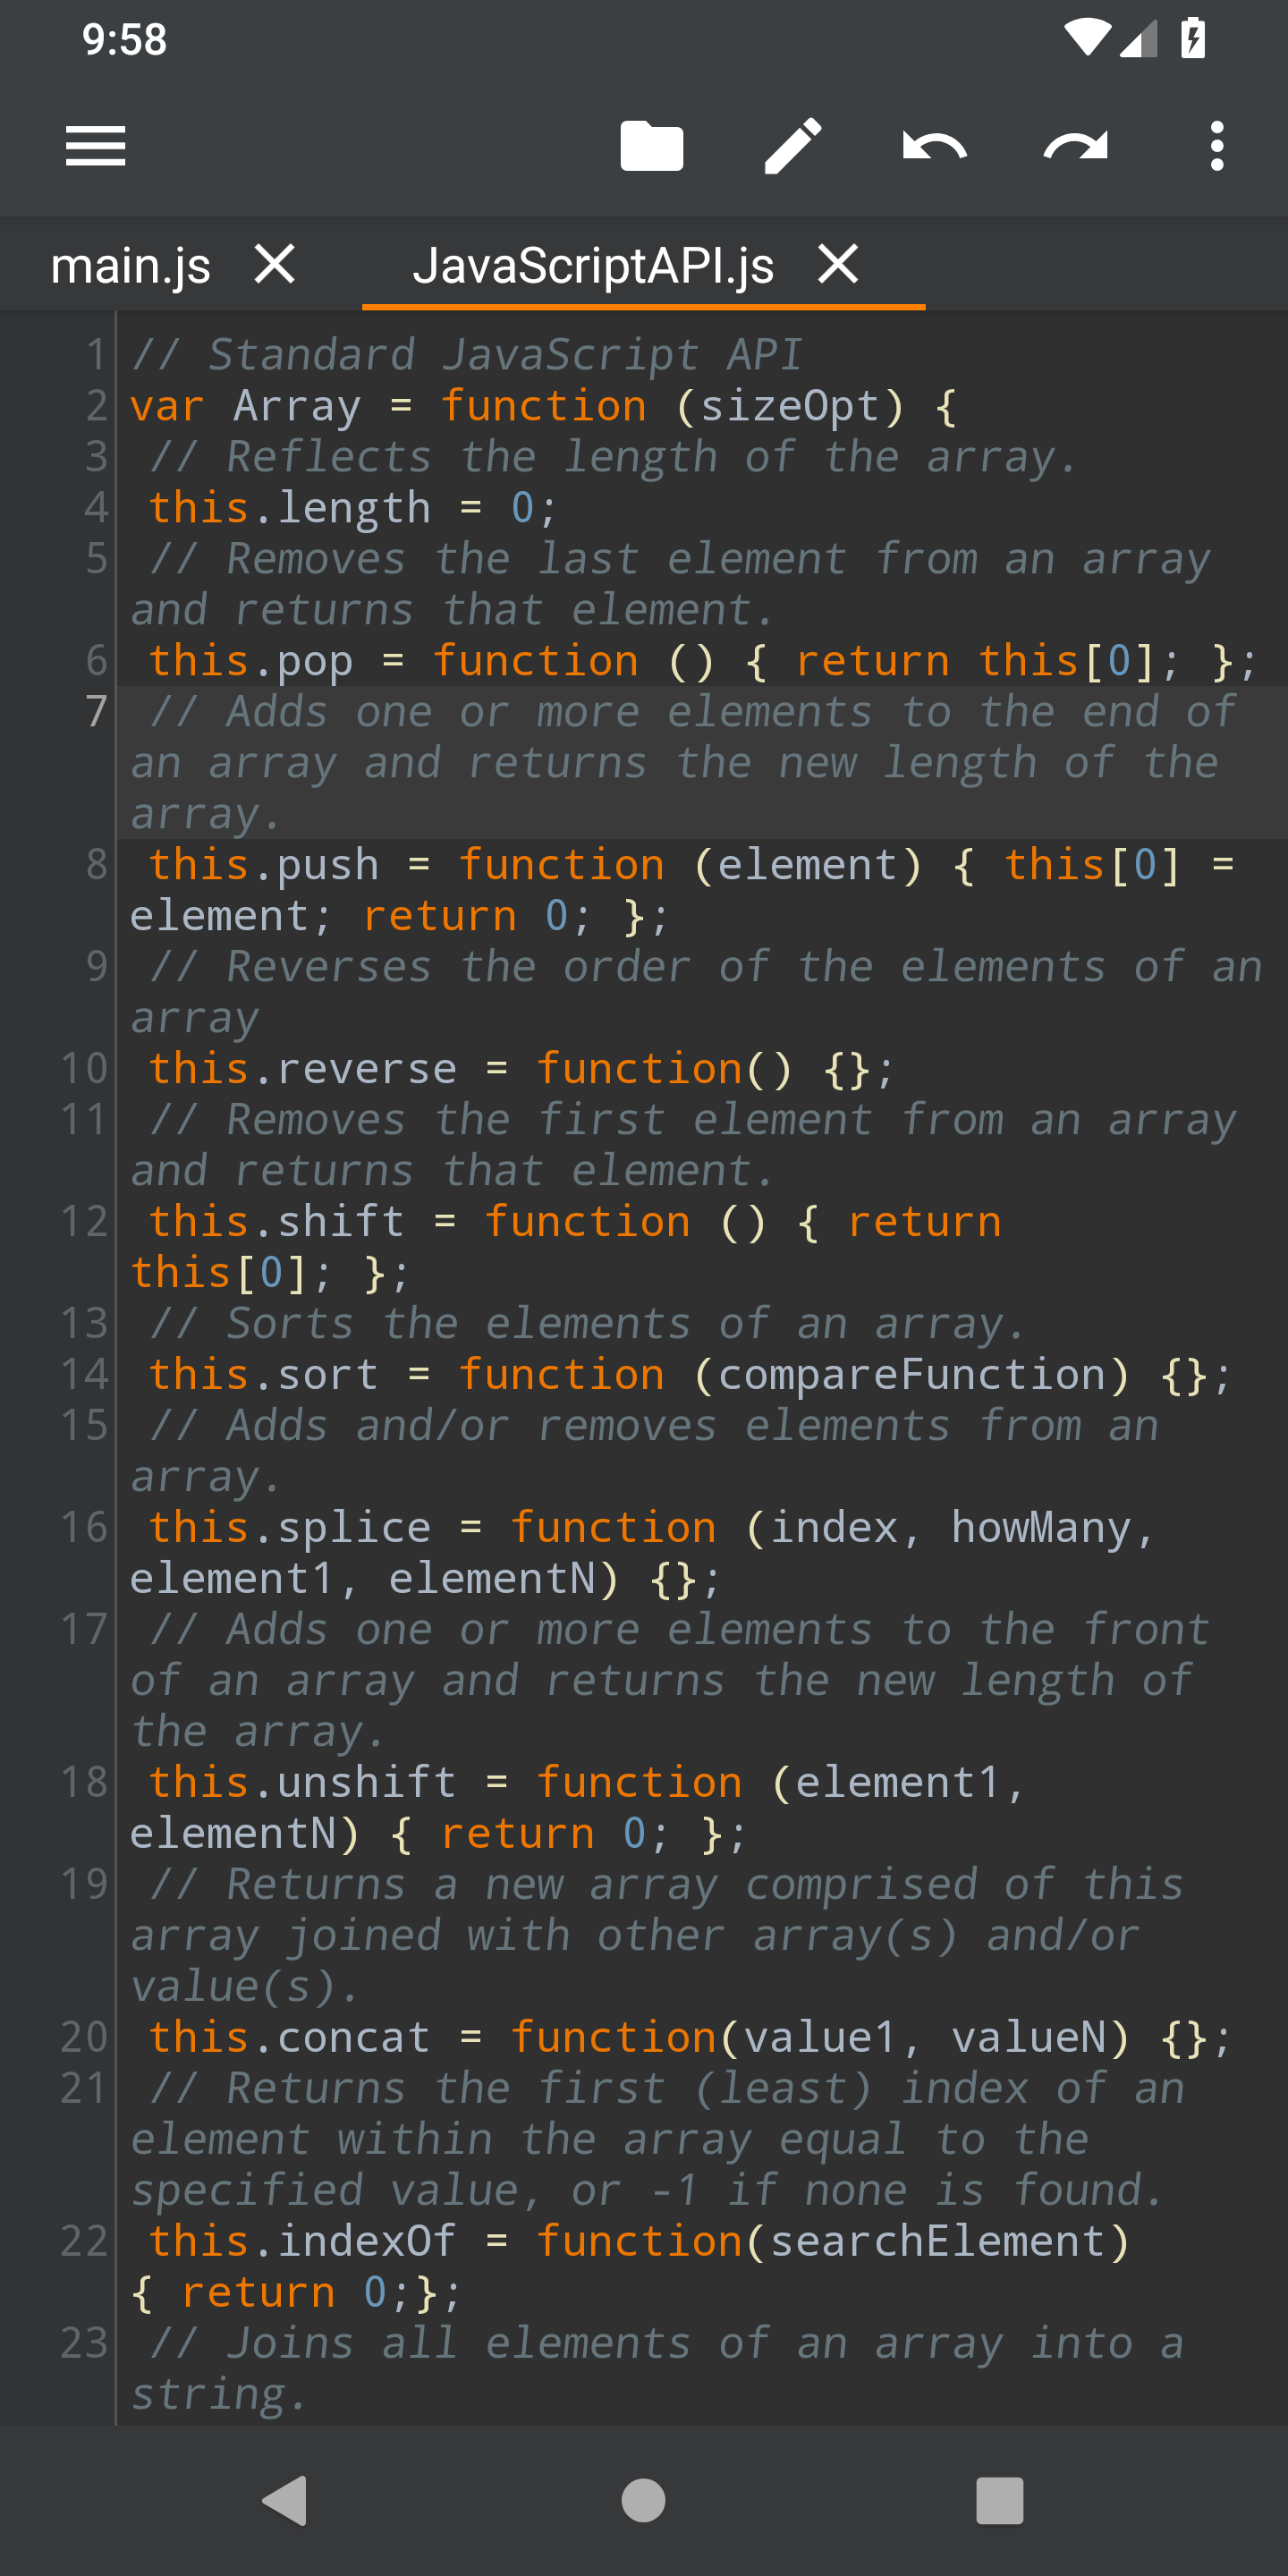 9:58
main.js JavaScriptAPI.js
1 // Standard JavaScript API
2 var Array = function (sizeOpt) {
3 // Reflects the length of the array.
4 this.length = 0;
5 // Removes the last element from an array
and returns that element.
6 this.pop = function () { return this[0]; };
7 // Adds one or more elements to the end of
an array and returns the new length of the
array.
8 this.push = function (element) { this[0] =
element; return 0; };
9 // Reverses the order of the elements of an
array
10 this.reverse = function() {};
11 // Removes the first element from an array
and returns that element.
12 this.shift = function () { return
this[0]; };
13 // Sorts the elements of an array.
14 this.sort = function (compareFunction) {};
15 // Adds and/or removes elements from an
array.
16 this.splice = function (index, howMany,
element1, elementN) {};
17 // Adds one or more elements to the front
of an array and returns the new length of
the array.
18 this.unshift = function (element1,
elementN) { return 0; };
19 // Returns a new array comprised of this
array joined with other array(s) and/or
value(s).
20 this.concat = function(value1, valueN) {};
21 // Returns the first (least) index of an
element within the array equal to the
specified value, or -1 if none is found.
22 this.indexOf = function(searchElement)
{ return 0;};
23 // Joins all elements of an array into a
string.